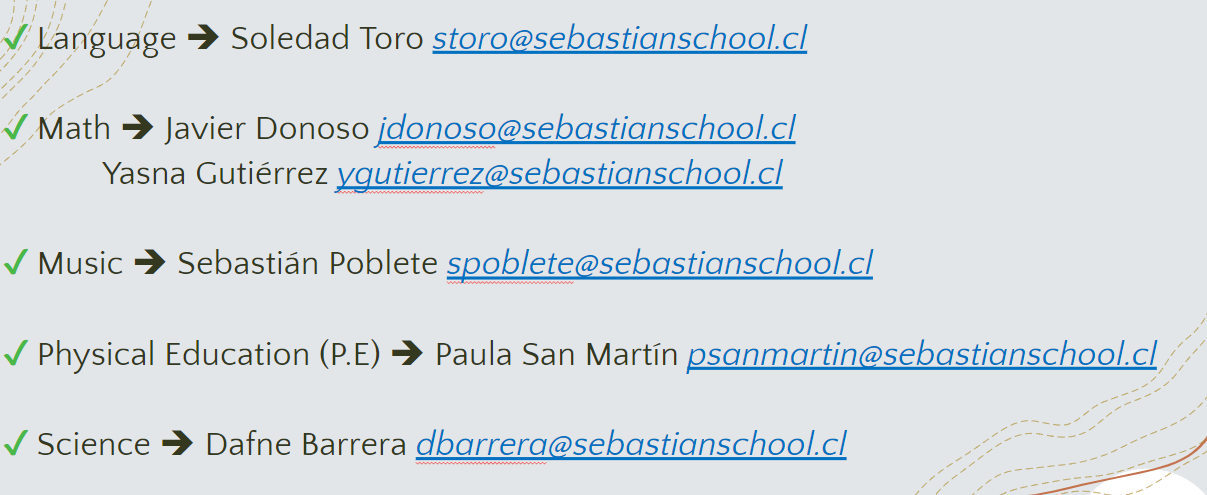 ✓ Language ➔ Soledad Toro storo@sebastianschool.cl
✓ Math ➔ Javier Donoso jdonoso@sebastianschool.cl
Yasna Gutiérrez ygutierrez@sebastianschool.cl
✓ Music ➔ Sebastián Poblete spoblete@sebastianschool.cl
✓ Physical Education (P.E) ➔ Paula San Martín psanmartin@sebastianschool.cl
✓ Science ➔ Dafne Barrera dbarrera@sebastianschool.cl